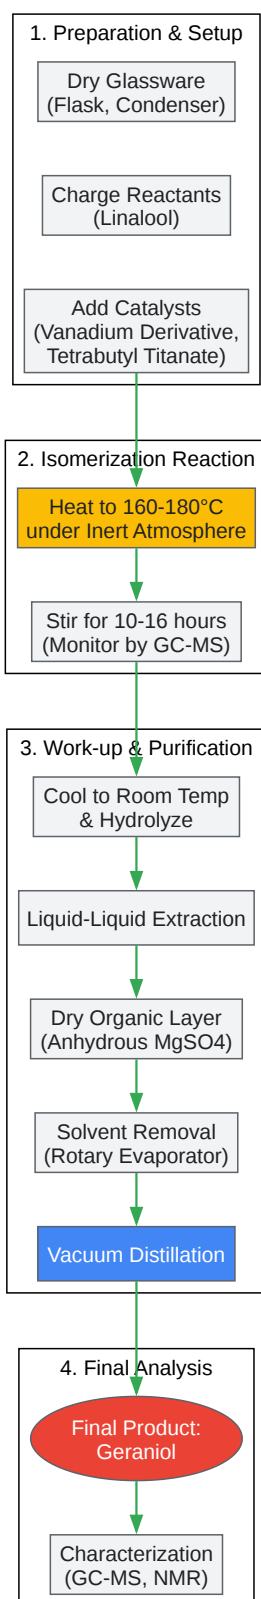 1. Preparation & Setup
Dry Glassware
(Flask, Condenser)
Charge Reactants
(Linalool)
Add Catalysts
(Vanadium Derivative,
Tetrabutyl Titanate)
2. Isomerization Reaction
Heat to 160-180°C
under Inert Atmosphere
Stir for 10-16 hours
(Monitor by GC-MS)
3. Work-up & Purification
Cool to Room Temp
& Hydrolyze
Liquid-Liquid Extraction
Dry Organic Layer
(Anhydrous MgSO4)
Solvent Removal
(Rotary Evaporator)
Vacuum Distillation
4. Final Analysis
Final Product:
Geraniol
Characterization
(GC-MS, NMR)